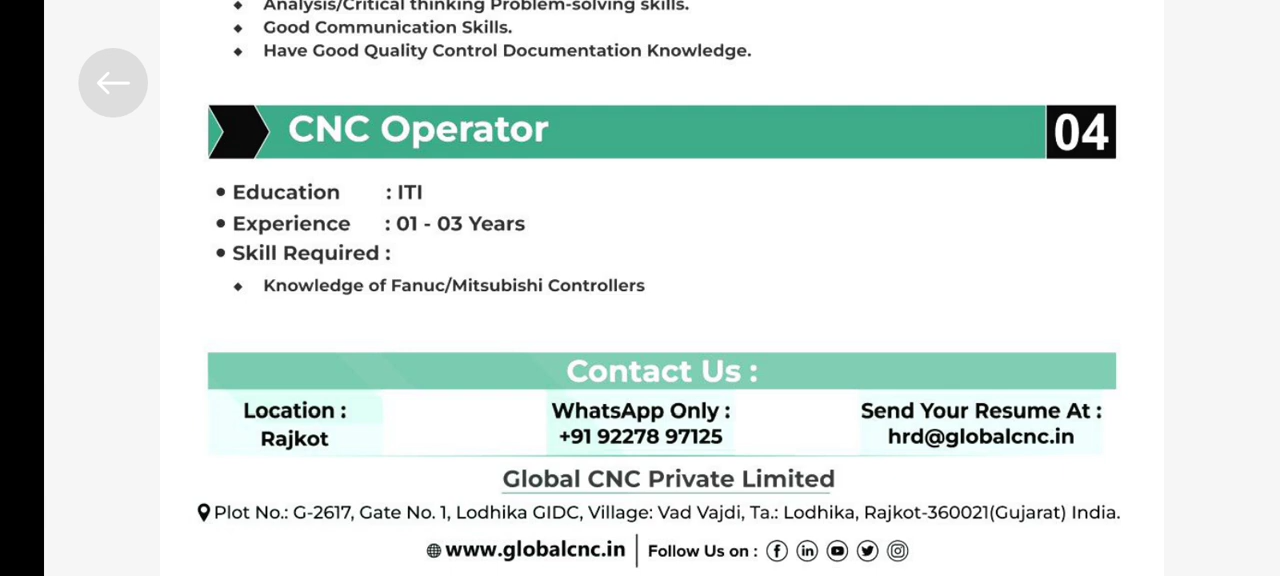 Analysis/Critical thinking Problem-solving skills.
Good Communication Skills.
Have Good Quality Control Documentation Knowledge.
CNC Operator 04
• Education : ITI
• Experience : 01 - 03 Years
• Skill Required :
Knowledge of Fanuc/Mitsubishi Controllers
Contact Us :
Location :
Rajkot
WhatsApp Only :
+91 92278 97125
Send Your Resume At :
hrd@globalcnc.in
Global CNC Private Limited
Plot No.: G-2617, Gate No. 1, Lodhika GIDC, Village: Vad Vajdi, Ta.: Lodhika, Rajkot-360021(Gujarat) India.
www.globalcnc.in | Follow Us on :